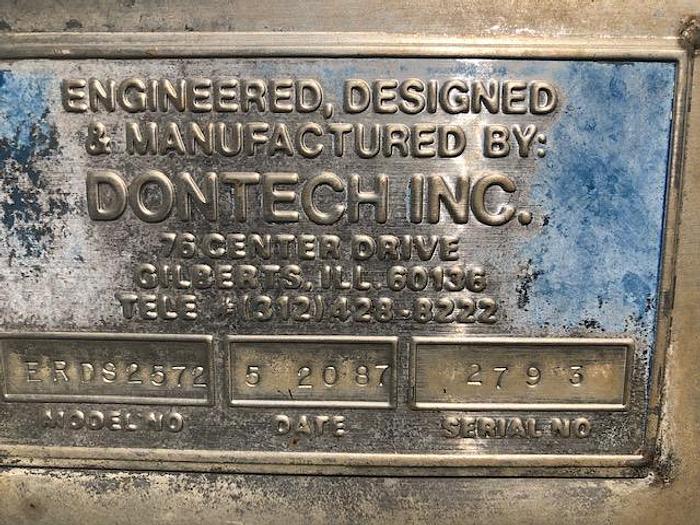 ENGINEERED, DESIGNED
& MANUFACTURED BY:
DONTECH INC.
76 CENTER DRIVE
GILBERTS, ILL. 60136
TELE # (312) 428-8222
ERDS2572 5 20 87 2793
MODEL NO DATE SERIAL NO